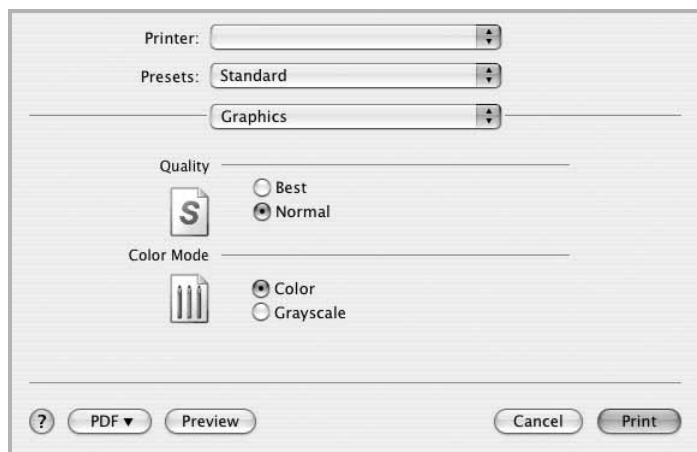 Printer:
Presets: Standard
Graphics
Quality
Best
S
Normal
Color Mode
Color
Grayscale
? PDF ▼ Preview Cancel Print